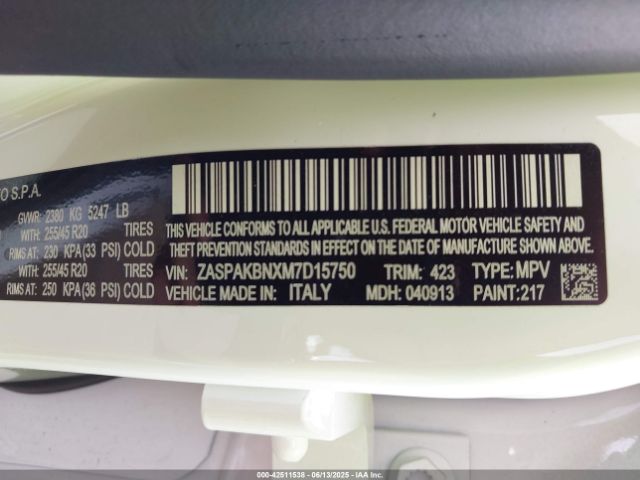 O S.P.A.
GVWR: 2380 KG 5247 LB
WITH: 255/45 R20 TIRES
RIMS AT: 230 KPA(33 PSI) COLD
WITH: 255/45 R20 TIRES
RIMS AT: 250 KPA(36 PSI) COLD
THIS VEHICLE CONFORMS TO ALL APPLICABLE U.S. FEDERAL MOTOR VEHICLE SAFETY AND
THEFT PREVENTION STANDARDS IN EFFECT ON THE DATE OF MANUFACTURE SHOWN ABOVE.
VIN: ZASPAKBNXM7D15750 TRIM: 423 TYPE: MPV
VEHICLE MADE IN: ITALY MDH: 040913 PAINT: 217
000-42511538 - 06/13/2025 - IAA Inc.